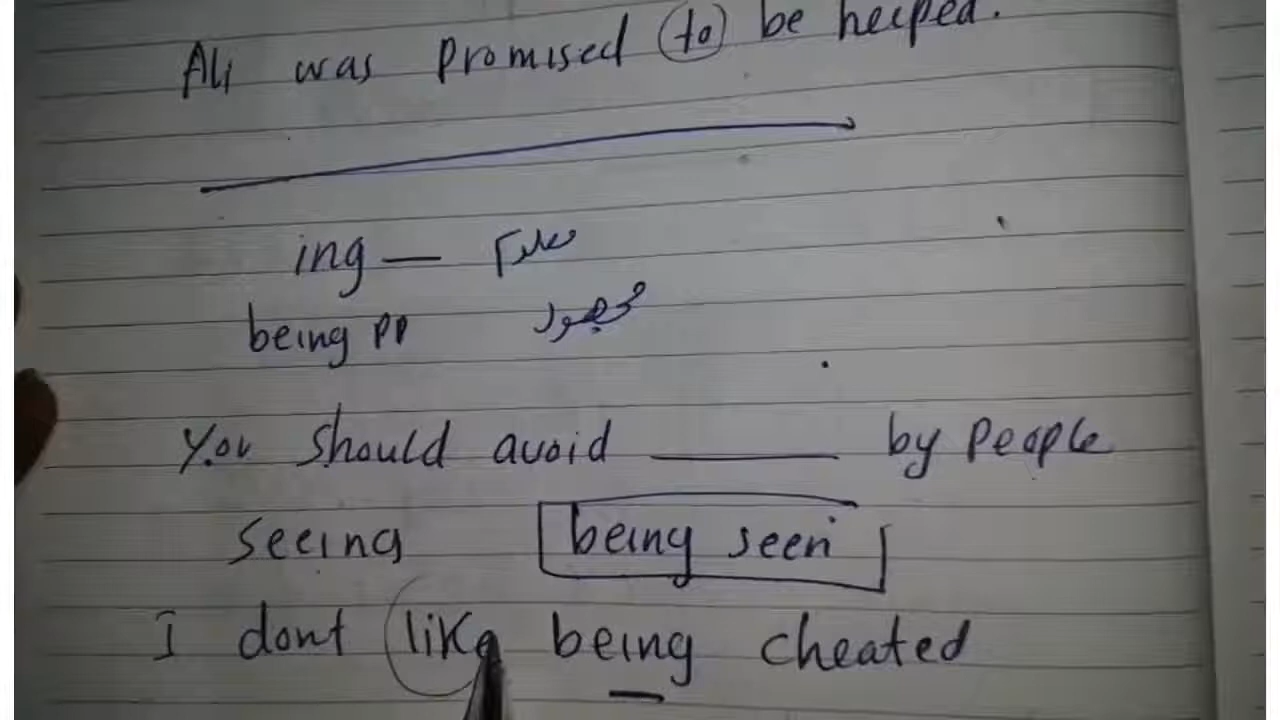 Ali was promised (to) be helped.
ing — معلوم
being pp مجهول
You should avoid ______ by People
seeing being seen
I dont like being cheated